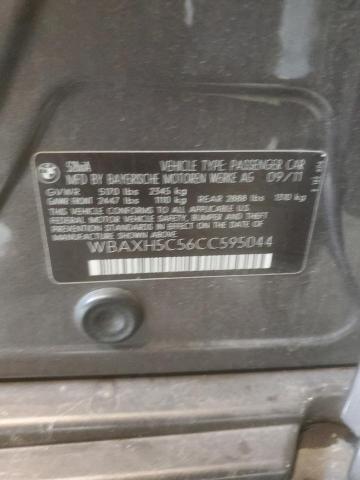 528i VEHICLE TYPE: PASSENGER CAR
MFD BY BAYERISCHE MOTOREN WERKE AG 09/11
GVWR 5170 lbs 2345 kg
GAWR FRONT 2447 lbs 1110 kg REAR 2888 lbs 1310 kg
THIS VEHICLE CONFORMS TO ALL APPLICABLE
FEDERAL MOTOR VEHICLE SAFETY, BUMPER AND THEFT
PREVENTION STANDARDS IN EFFECT ON THE DATE OF
MANUFACTURE SHOWN ABOVE
WBAXH5C56CC595044